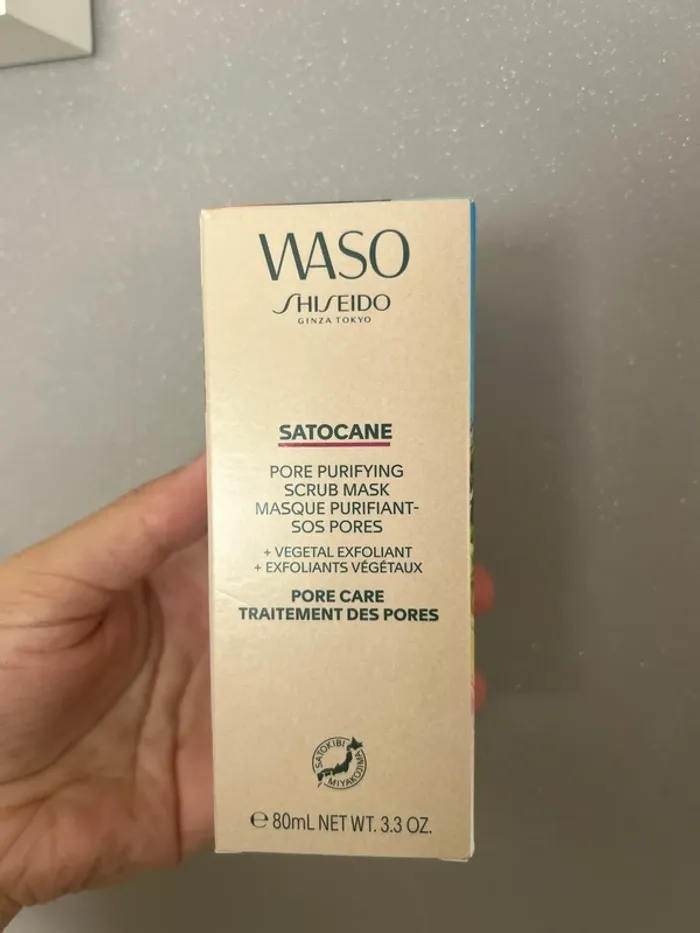 WASO
SHISEIDO
GINZA TOKYO
SATOCANE
PORE PURIFYING
SCRUB MASK
MASQUE PURIFIANT-
SOS PORES
+ VEGETAL EXFOLIANT
+ EXFOLIANTS VÉGÉTAUX
PORE CARE
TRAITEMENT DES PORES
SATOKIBI
MIYAKOJIMA
℮ 80mL NET WT. 3.3 OZ.